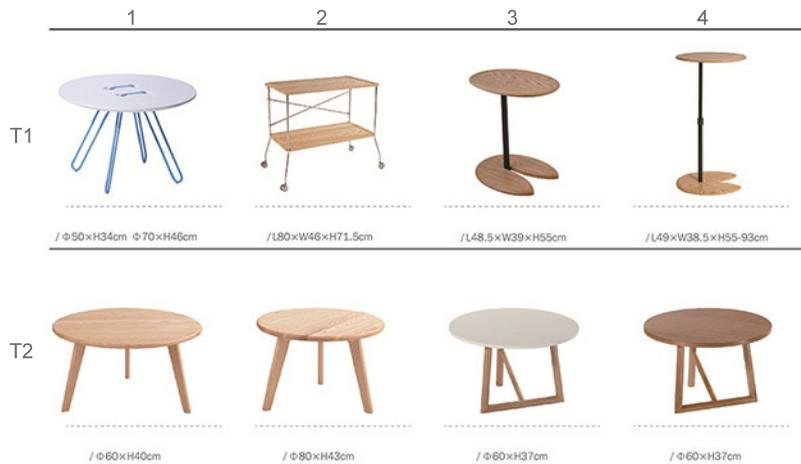 1 2 3 4
T1
/Φ50×H34cm Φ70×H46cm /L80×W46×H71.5cm /L48.5×W39×H55cm /L49×W38.5×H55-93cm
T2
/Φ60×H40cm /Φ80×H43cm /Φ60×H37cm /Φ60×H37cm